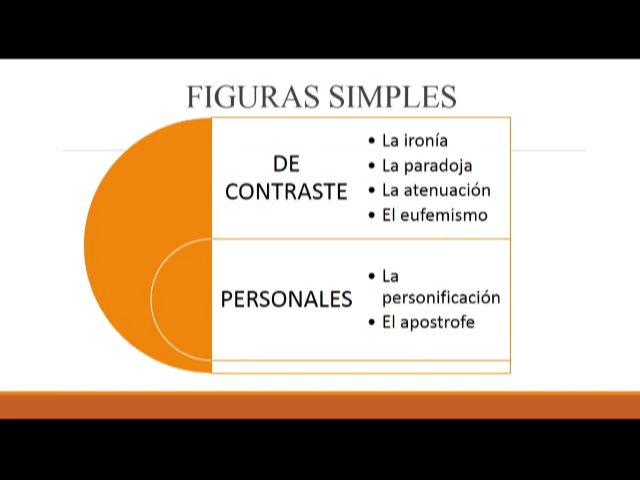 FIGURAS SIMPLES
DE
CONTRASTE
• La ironía
• La paradoja
• La atenuación
• El eufemismo
PERSONALES
• La
personificación
• El apostrofe